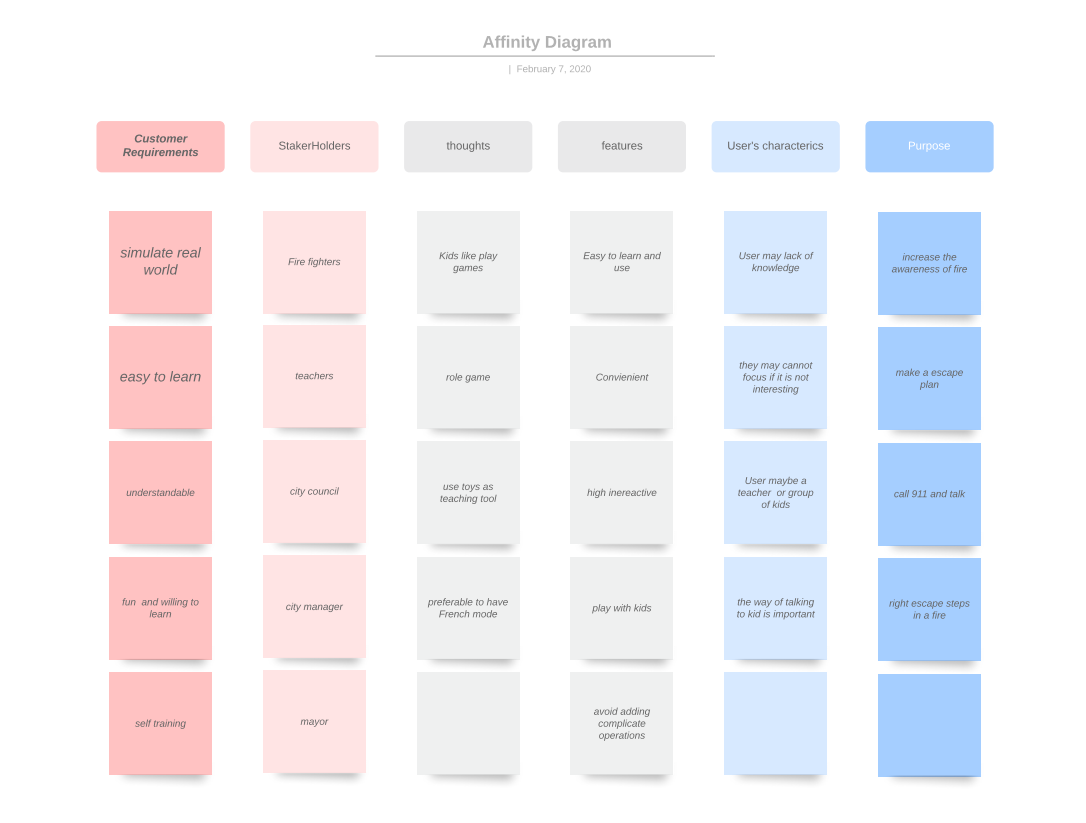 Affinity Diagram
| February 7, 2020
Customer
Requirements
StakerHolders
thoughts
features
User's characterics
Purpose
simulate real
world
Fire fighters
Kids like play
games
Easy to learn and
use
User may lack of
knowledge
increase the
awareness of fire
easy to learn
teachers
role game
Convienient
they may cannot
focus if it is not
interesting
make a escape
plan
understandable
city council
use toys as
teaching tool
high inereactive
User maybe a
teacher or group
of kids
call 911 and talk
fun and willing to
learn
city manager
preferable to have
French mode
play with kids
the way of talking
to kid is important
right escape steps
in a fire
self training
mayor
avoid adding
complicate
operations